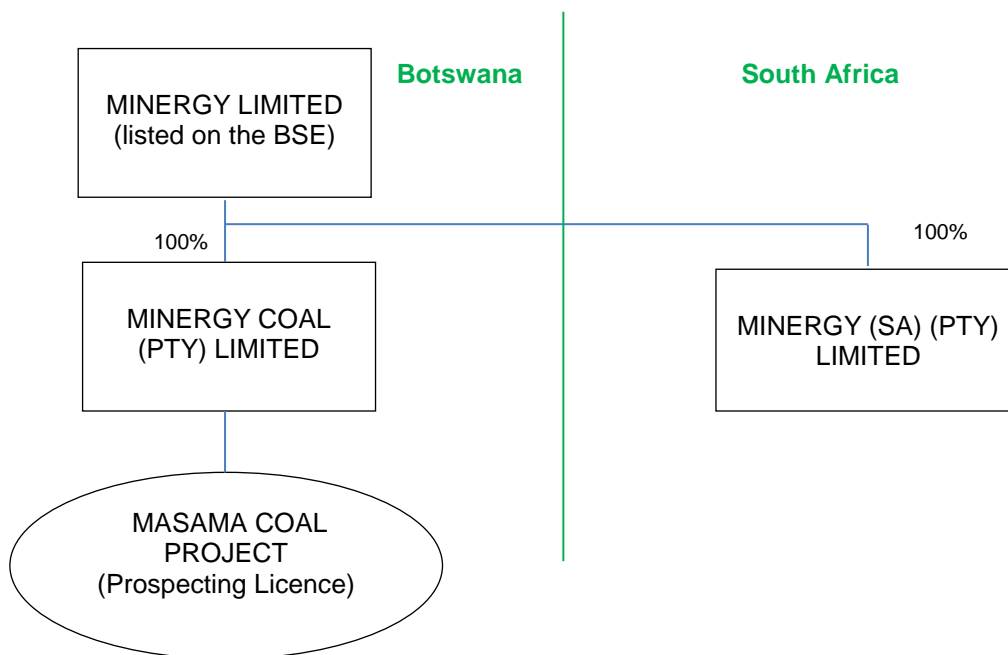 Botswana
South Africa
MINERGY LIMITED
(listed on the BSE)
100%
100%
MINERGY COAL
(PTY) LIMITED
MINERGY (SA) (PTY)
LIMITED
MASAMA COAL
PROJECT
(Prospecting Licence)